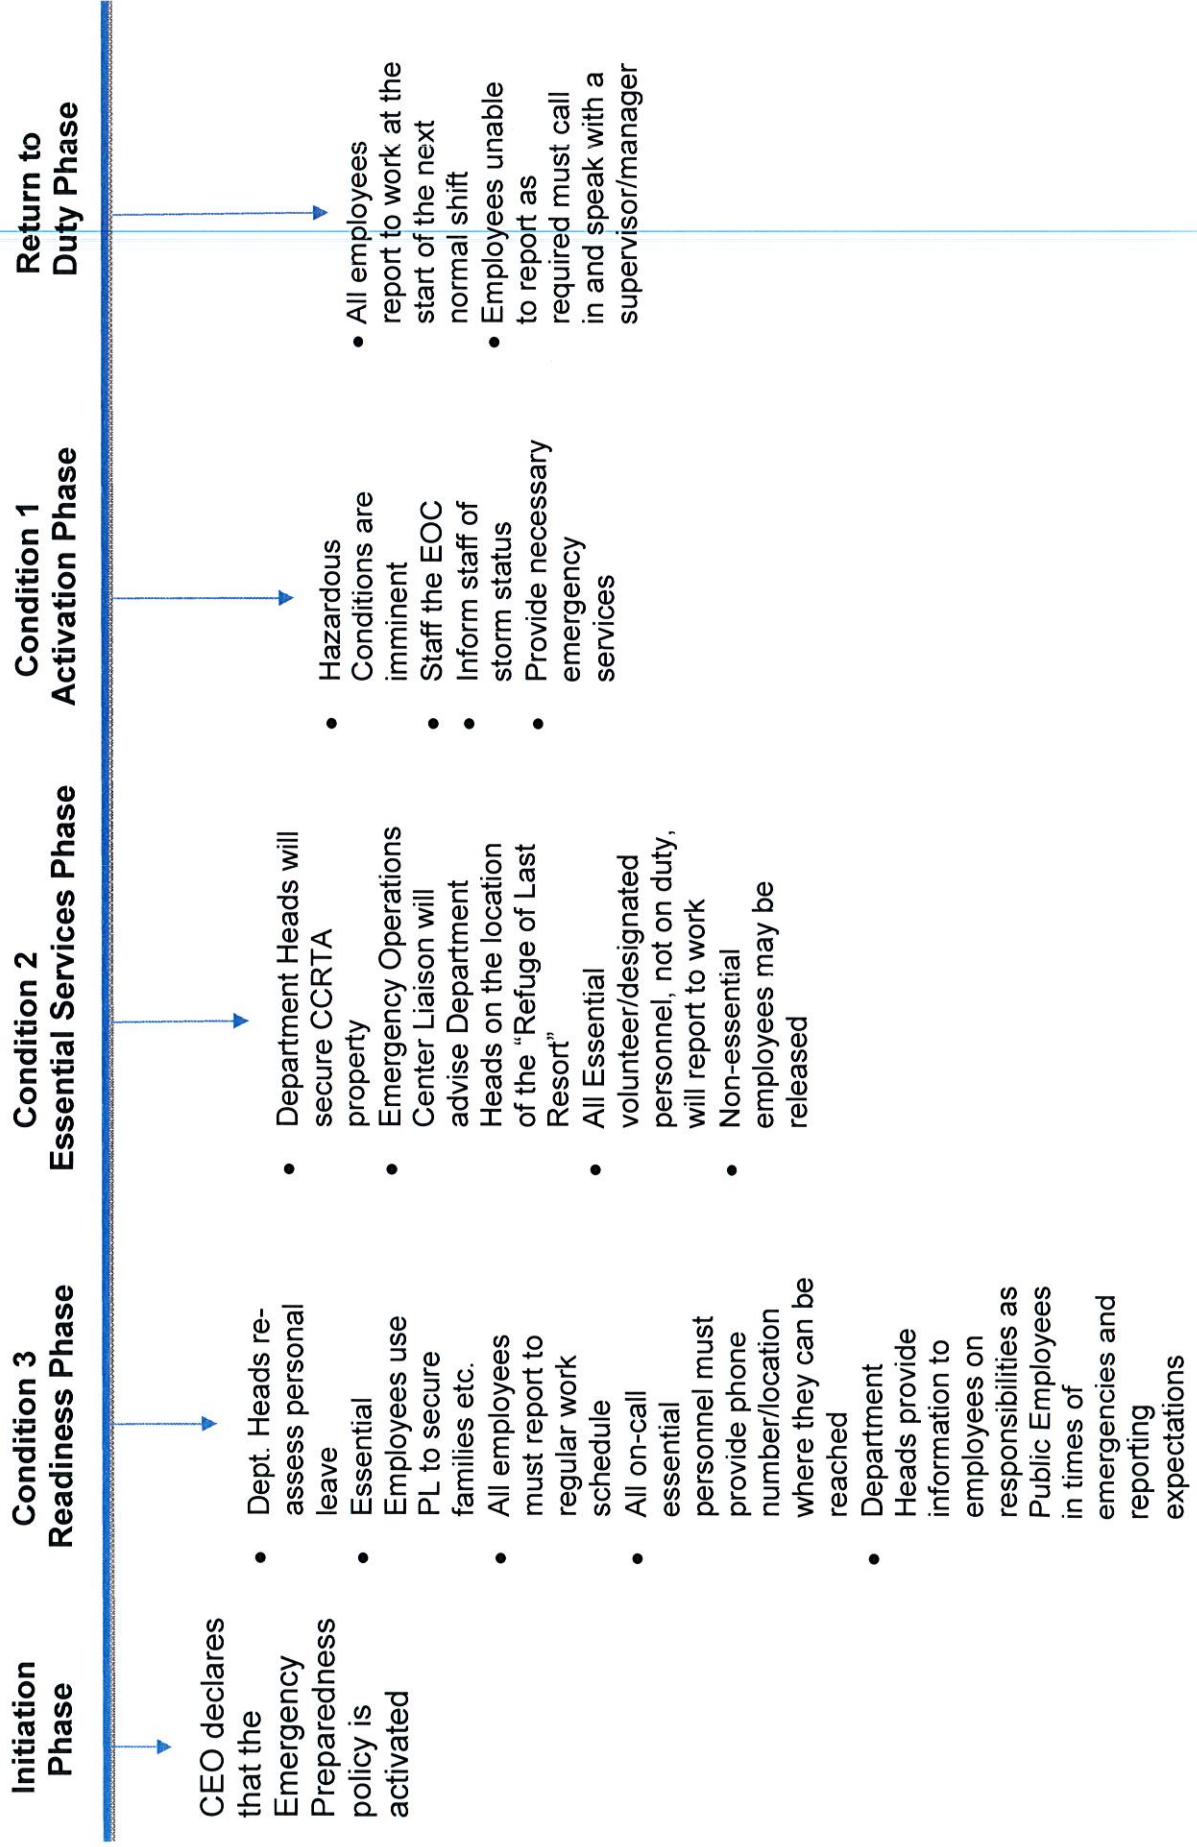 Initiation
Phase
CEO declares
that the
Emergency
Preparedness
policy is
activated
Condition 3
Readiness Phase
• Dept. Heads re-
assess personal
leave
• Essential
Employees use
PL to secure
families etc.
• All employees
must report to
regular work
schedule
• All on-call
essential
personnel must
provide phone
number/location
where they can be
reached
• Department
Heads provide
information to
employees on
responsibilities as
Public Employees
in times of
emergencies and
reporting
expectations
Condition 2
Essential Services Phase
• Department Heads will
secure CCRTA
property
• Emergency Operations
Center Liaison will
advise Department
Heads on the location
of the “Refuge of Last
Resort”
• All Essential
volunteer/designated
personnel, not on duty,
will report to work
• Non-essential
employees may be
released
Condition 1
Activation Phase
• Hazardous
Conditions are
imminent
• Staff the EOC
• Inform staff of
storm status
• Provide necessary
emergency
services
Return to
Duty Phase
• All employees
report to work at the
start of the next
normal shift
• Employees unable
to report as
required must call
in and speak with a
supervisor/manager